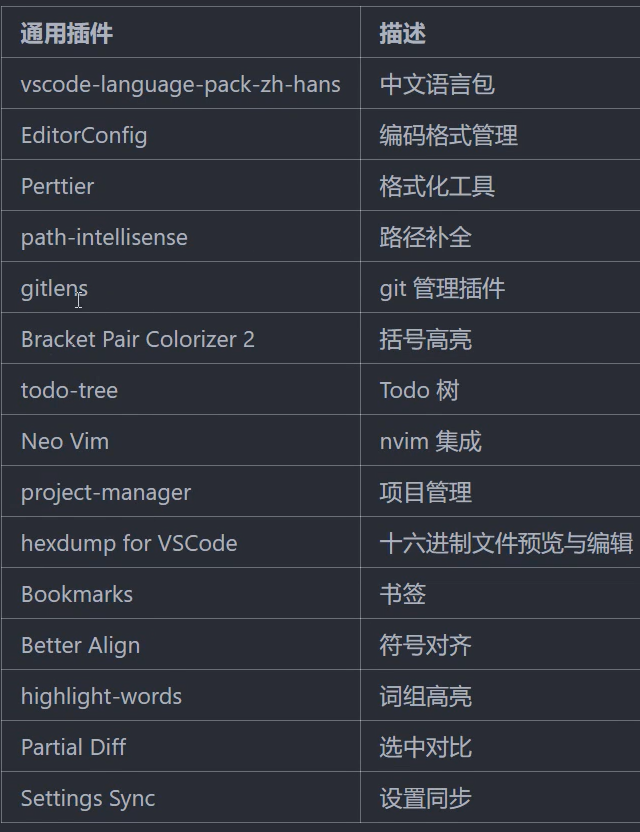 通用插件 描述
vscode-language-pack-zh-hans 中文语言包
EditorConfig 编码格式管理
Perttier 格式化工具
path-intellisense 路径补全
gitlens git 管理插件
Bracket Pair Colorizer 2 括号高亮
todo-tree Todo 树
Neo Vim nvim 集成
project-manager 项目管理
hexdump for VSCode 十六进制文件预览与编辑
Bookmarks 书签
Better Align 符号对齐
highlight-words 词组高亮
Partial Diff 选中对比
Settings Sync 设置同步